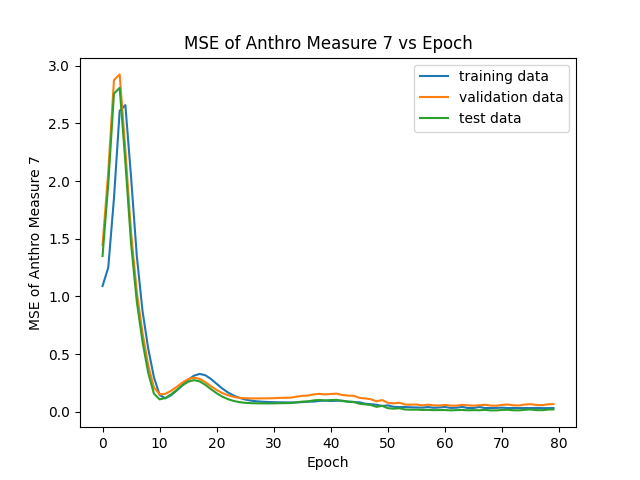 MSE of Anthro Measure 7 vs Epoch
training data
validation data
test data
MSE of Anthro Measure 7
3.0
2.5
2.0
1.5
1.0
0.5
0.0
0 10 20 30 40 50 60 70 80
Epoch